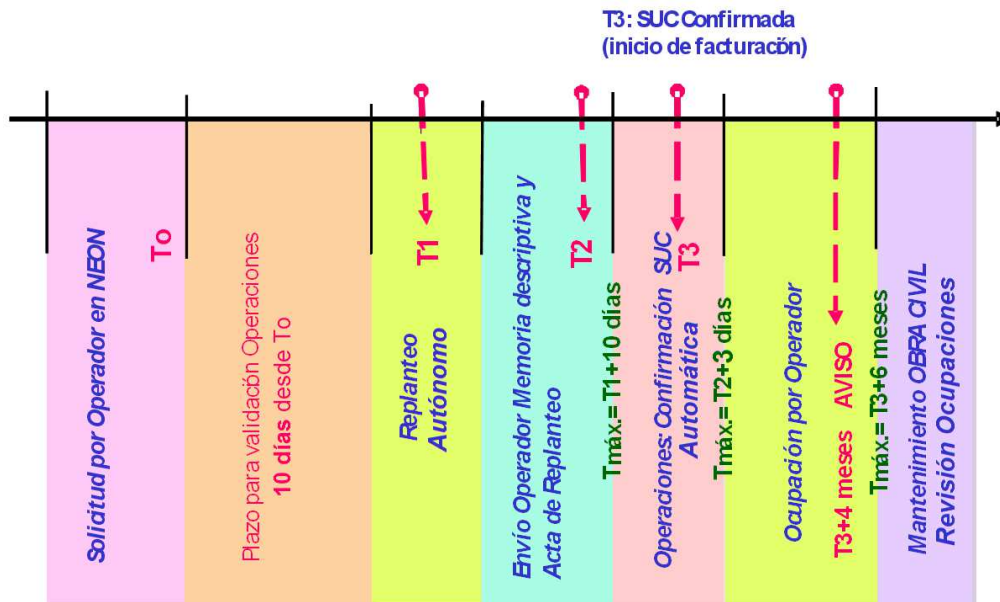 T3: SUC Confirmada
(inicio de facturación)
Solicitud por Operador en NEON
To
Plazo para validación Operaciones
10 días desde To
Replanteo
Autónomo
T1
Envío Operador Memoria descriptiva y
Acta de Replanteo
T2
Tmáx.= T1+10 días
Operaciones: Confirmación SUC
Automática
T3
Tmáx.= T2+3 días
Ocupación por Operador
T3+4 meses AVISO
Tmáx.= T3+6 meses
Mantenimiento OBRA CIVIL
Revisión Ocupaciones